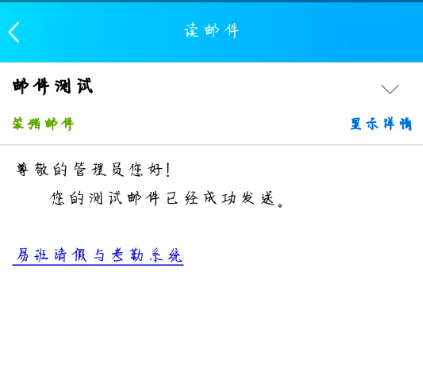 读邮件
邮件测试
笨猪邮件
显示详情
尊敬的管理员您好!
您的测试邮件已经成功发送。
易班请假与考勤系统